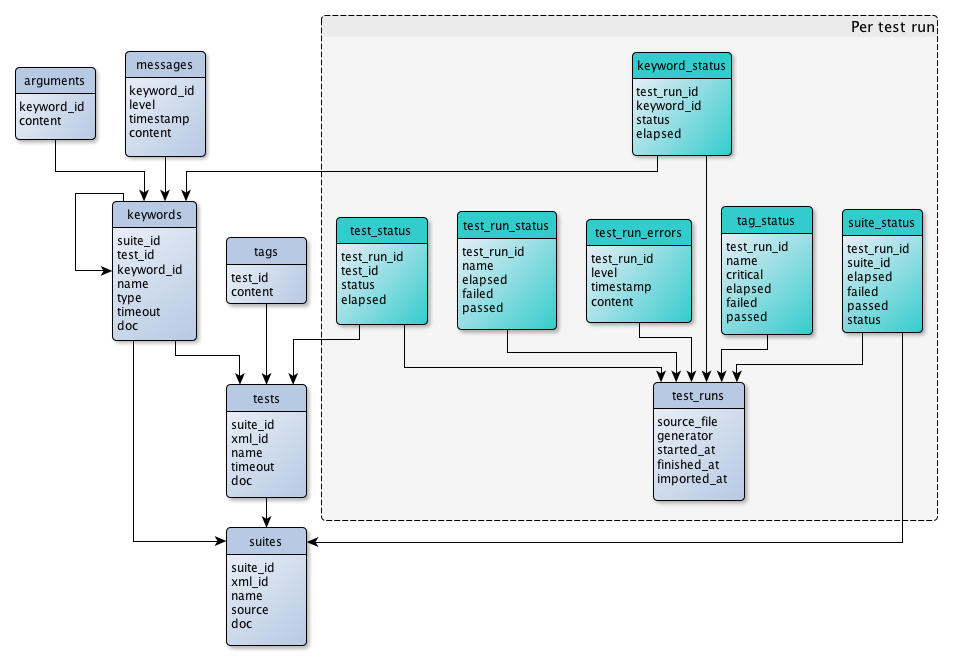 Per test run
arguments
keyword_id
content
messages
keyword_id
level
timestamp
content
keyword_status
test_run_id
keyword_id
status
elapsed
keywords
suite_id
test_id
keyword_id
name
type
timeout
doc
tags
test_id
content
test_status
test_run_id
test_id
status
elapsed
test_run_status
test_run_id
name
elapsed
failed
passed
test_run_errors
test_run_id
level
timestamp
content
tag_status
test_run_id
name
critical
elapsed
failed
passed
suite_status
test_run_id
suite_id
elapsed
failed
passed
status
tests
suite_id
xml_id
name
timeout
doc
test_runs
source_file
generator
started_at
finished_at
imported_at
suites
suite_id
xml_id
name
source
doc